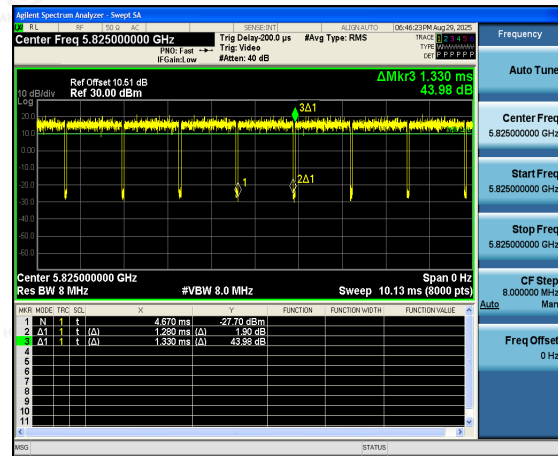 Agilent Spectrum Analyzer - Swept SA
RL RF 50 Ω AC SENSE:INT ALIGNAUTO 06:46:23PM Aug 29, 2025
Center Freq 5.825000000 GHz
Trig Delay-200.0 µs #Avg Type: RMS TRACE 1 2 3 4 5 6
PNO: Fast Trig: Video TYPE
IFGain:Low #Atten: 40 dB DET P P P P P P
Ref Offset 10.51 dB
10 dB/div Ref 30.00 dBm
ΔMkr3 1.330 ms
43.98 dB
Log
3Δ1
20.0
10.0
0.00
-10.0
-20.0
1
2Δ1
-30.0
-40.0
-50.0
-60.0
Center 5.825000000 GHz Span 0 Hz
Res BW 8 MHz #VBW 8.0 MHz Sweep 10.13 ms (8000 pts)
MKR MODE TRC SCL X Y FUNCTION FUNCTION WIDTH FUNCTION VALUE
1 N 1 t 4.670 ms -27.70 dBm
2 Δ1 1 t (Δ) 1.280 ms (Δ) 1.90 dB
3 Δ1 1 t (Δ) 1.330 ms (Δ) 43.98 dB
4
5
6
7
8
9
10
11
MSG STATUS
Frequency
Auto Tune
Center Freq
5.825000000 GHz
Start Freq
5.825000000 GHz
Stop Freq
5.825000000 GHz
CF Step
8.000000 MHz
Auto Man
Freq Offset
0 Hz